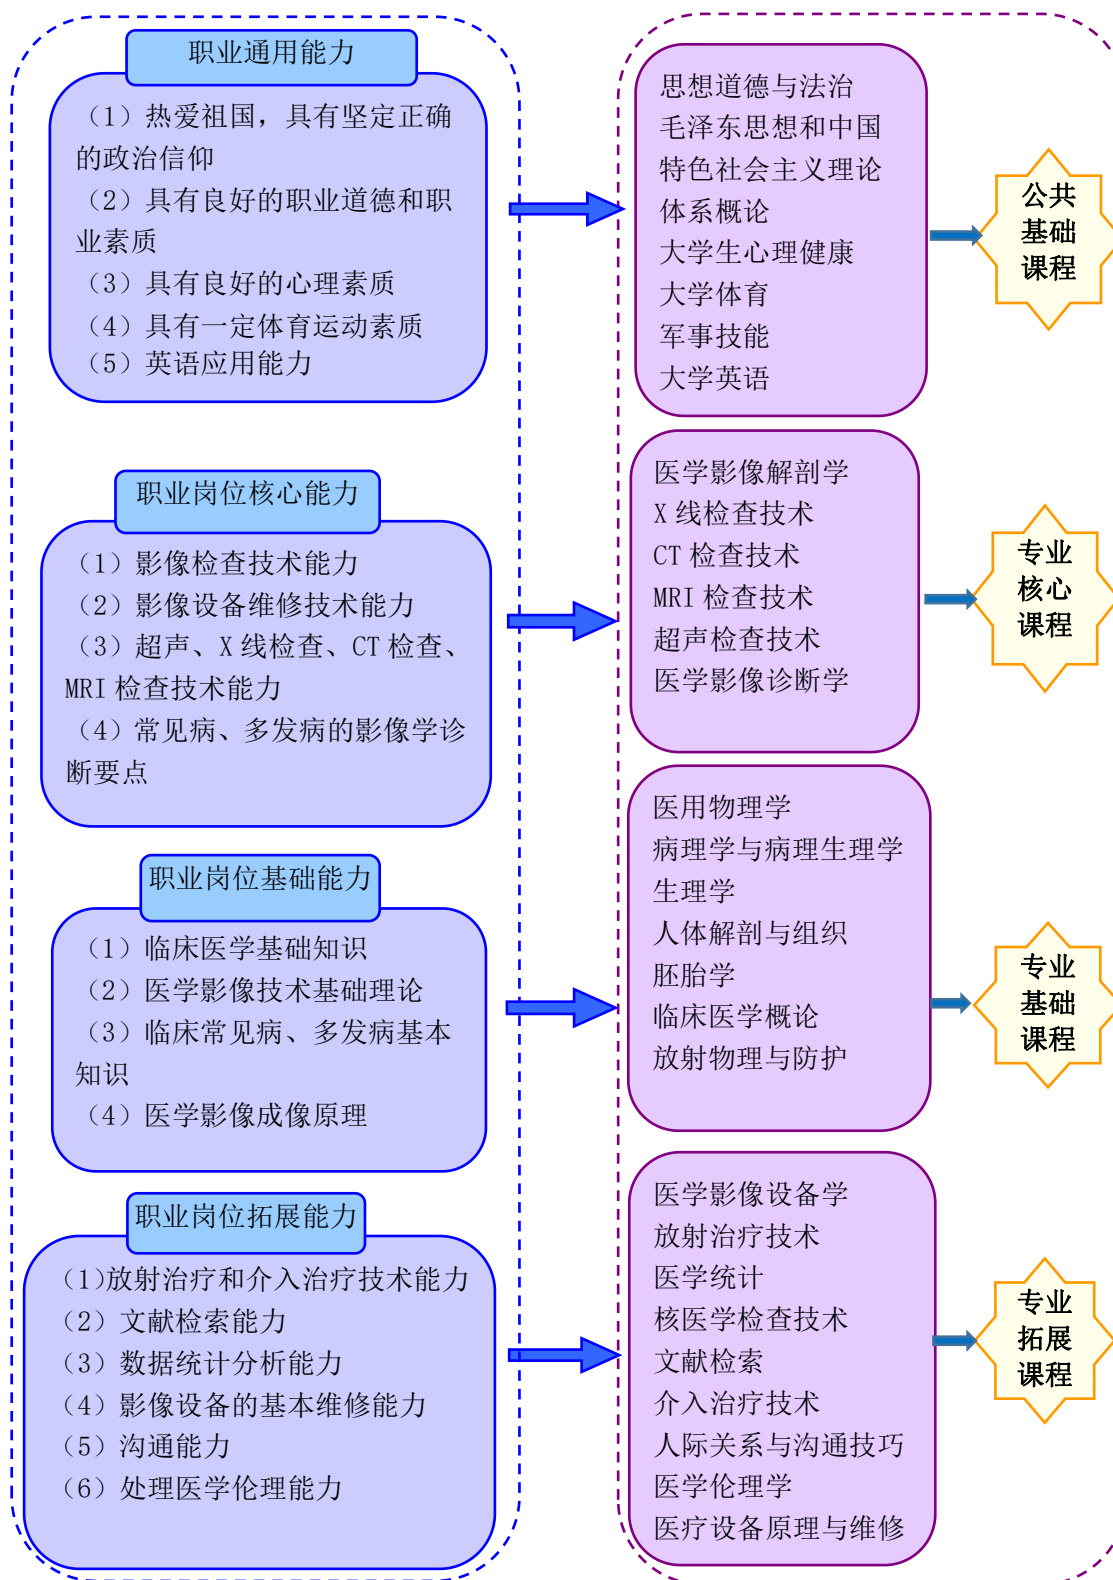 职业通用能力
（1）热爱祖国，具有坚定正确
的政治信仰
（2）具有良好的职业道德和职
业素质
（3）具有良好的心理素质
（4）具有一定体育运动素质
（5）英语应用能力
思想道德与法治
毛泽东思想和中国
特色社会主义理论
体系概论
大学生心理健康
大学体育
军事技能
大学英语
公共
基础
课程
职业岗位核心能力
（1）影像检查技术能力
（2）影像设备维修技术能力
（3）超声、X 线检查、CT 检查、
MRI 检查技术能力
（4）常见病、多发病的影像学诊
断要点
医学影像解剖学
X 线检查技术
CT 检查技术
MRI 检查技术
超声检查技术
医学影像诊断学
专业
核心
课程
职业岗位基础能力
（1）临床医学基础知识
（2）医学影像技术基础理论
（3）临床常见病、多发病基本
知识
（4）医学影像成像原理
医用物理学
病理学与病理生理学
生理学
人体解剖与组织
胚胎学
临床医学概论
放射物理与防护
专业
基础
课程
职业岗位拓展能力
（1）放射治疗和介入治疗技术能力
（2）文献检索能力
（3）数据统计分析能力
（4）影像设备的基本维修能力
（5）沟通能力
（6）处理医学伦理能力
医学影像设备学
放射治疗技术
医学统计
核医学检查技术
文献检索
介入治疗技术
人际关系与沟通技巧
医学伦理学
医疗设备原理与维修
专业
拓展
课程